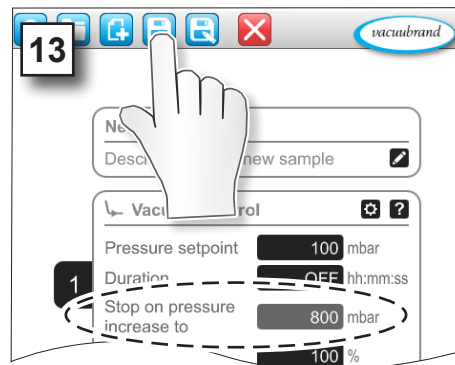 13
vacuubrand
Ne
Desc new sample
Vacu rol
Pressure setpoint 100 mbar
1
Duration OFF hh:mm:ss
Stop on pressure
increase to 800 mbar
100 %